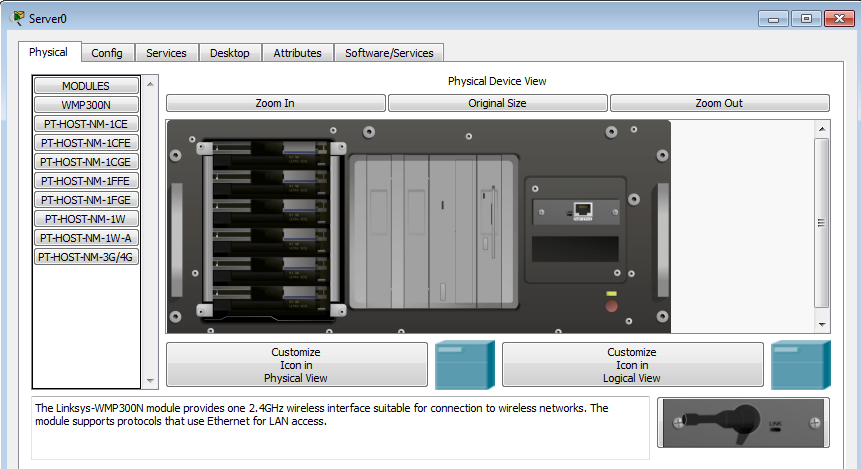 Server0
Physical
Config
Services
Desktop
Attributes
Software/Services
MODULES
WMP300N
PT-HOST-NM-1CE
PT-HOST-NM-1CFE
PT-HOST-NM-1CGE
PT-HOST-NM-1FFE
PT-HOST-NM-1FGE
PT-HOST-NM-1W
PT-HOST-NM-1W-A
PT-HOST-NM-3G/4G
Physical Device View
Zoom In
Original Size
Zoom Out
Customize
Icon in
Physical View
Customize
Icon in
Logical View
The Linksys-WMP300N module provides one 2.4GHz wireless interface suitable for connection to wireless networks. The
module supports protocols that use Ethernet for LAN access.
LINK